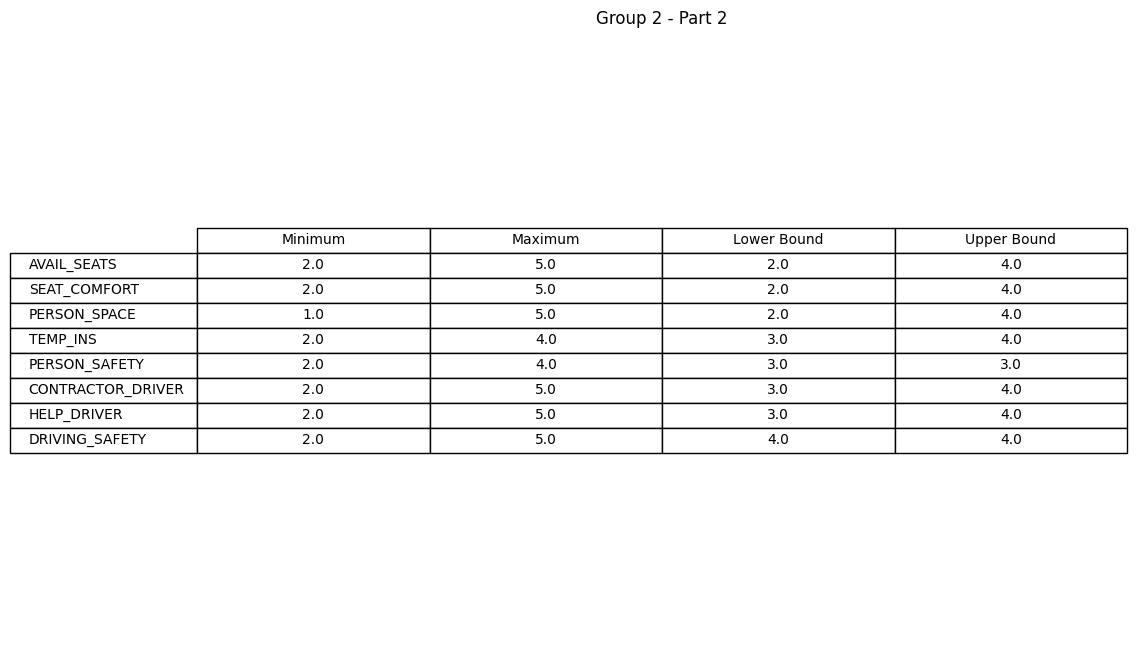 Group 2 - Part 2
Minimum Maximum Lower Bound Upper Bound
AVAIL_SEATS 2.0 5.0 2.0 4.0
SEAT_COMFORT 2.0 5.0 2.0 4.0
PERSON_SPACE 1.0 5.0 2.0 4.0
TEMP_INS 2.0 4.0 3.0 4.0
PERSON_SAFETY 2.0 4.0 3.0 3.0
CONTRACTOR_DRIVER 2.0 5.0 3.0 4.0
HELP_DRIVER 2.0 5.0 3.0 4.0
DRIVING_SAFETY 2.0 5.0 4.0 4.0